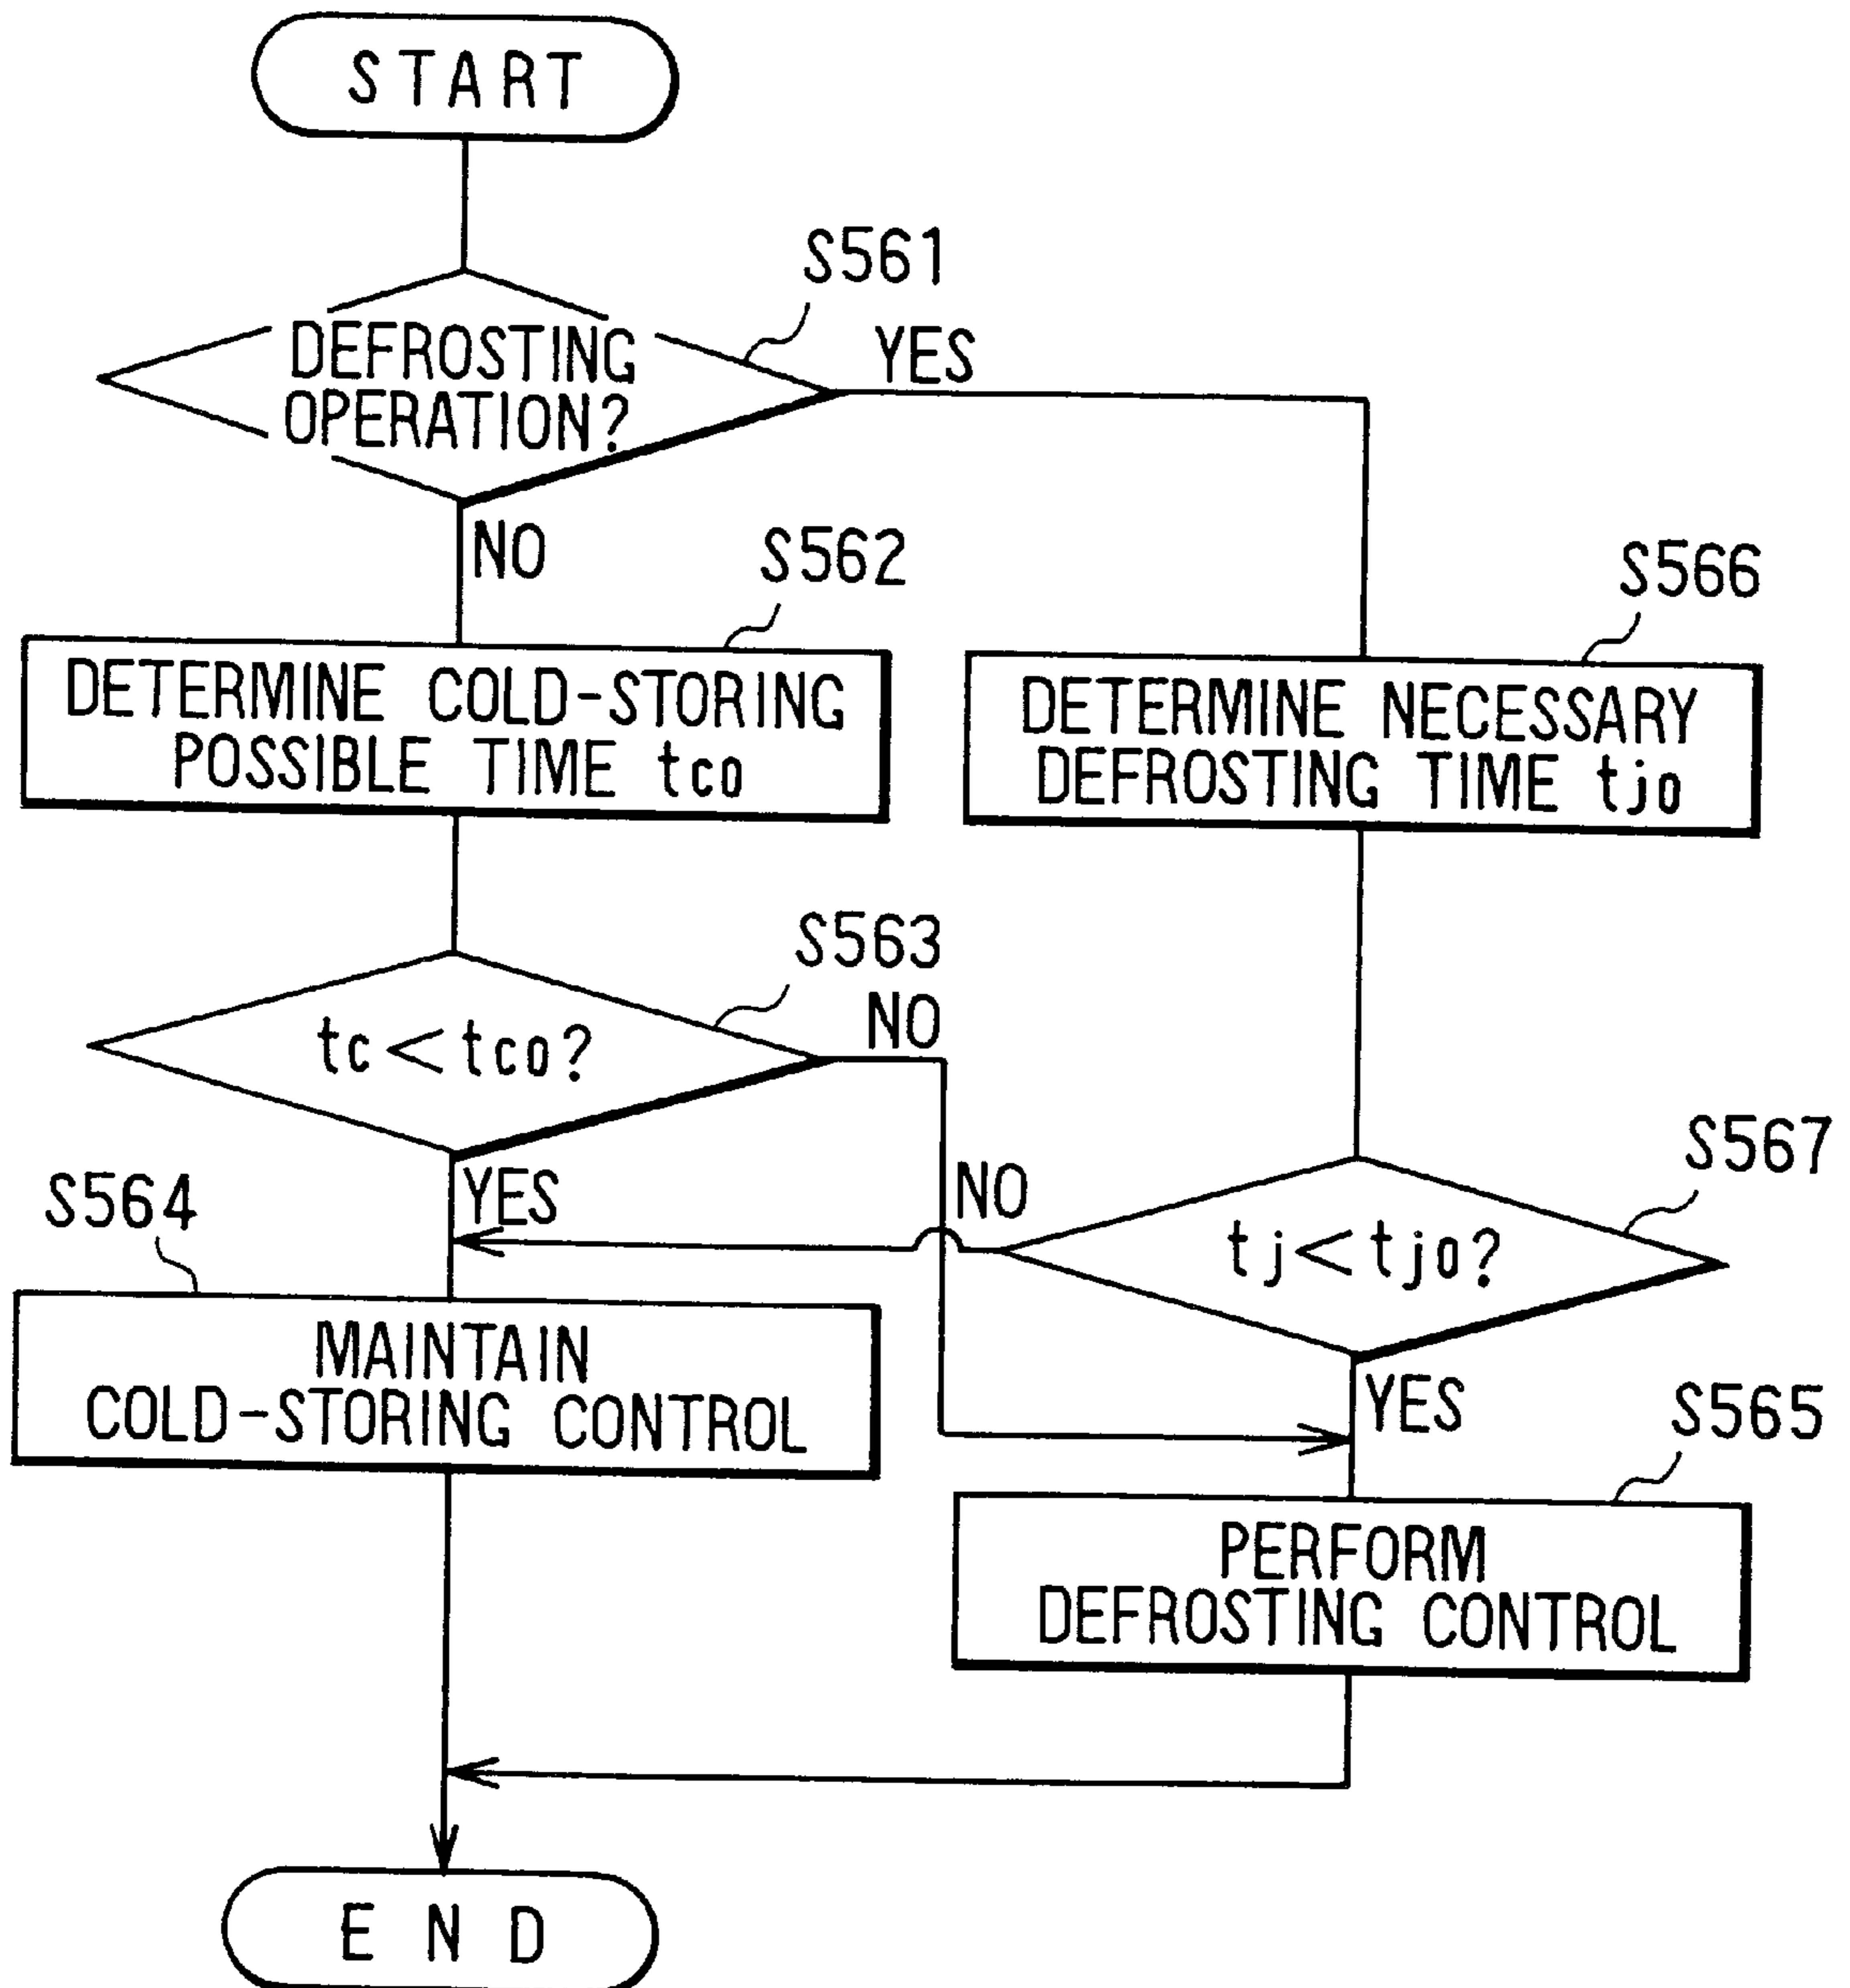 START
S561
DEFROSTING
OPERATION?
YES
NO
S562
DETERMINE COLD-STORING
POSSIBLE TIME tco
S566
DETERMINE NECESSARY
DEFROSTING TIME tjo
S563
tc<tco?
NO
YES
S567
tj<tjo?
NO
YES
S564
MAINTAIN
COLD-STORING CONTROL
S565
PERFORM
DEFROSTING CONTROL
END